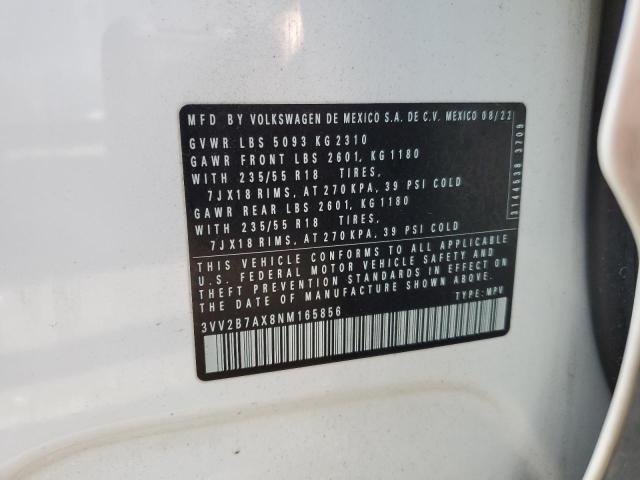 MFD BY VOLKSWAGEN DE MEXICO S.A. DE C.V. MEXICO 08/22
GVWR LBS 5093 KG 2310
GAWR FRONT LBS 2601, KG 1180
WITH 235/55 R18 TIRES,
7JX18 RIMS, AT 270 KPA, 39 PSI COLD
GAWR REAR LBS 2601, KG 1180
WITH 235/55 R18 TIRES,
7JX18 RIMS, AT 270 KPA, 39 PSI COLD
THIS VEHICLE CONFORMS TO ALL APPLICABLE
U.S. FEDERAL MOTOR VEHICLE SAFETY AND
THEFT PREVENTION STANDARDS IN EFFECT ON
THE DATE OF MANUFACTURE SHOWN ABOVE.
3VV2B7AX8NM165856 TYPE: MPV
31445538 3709